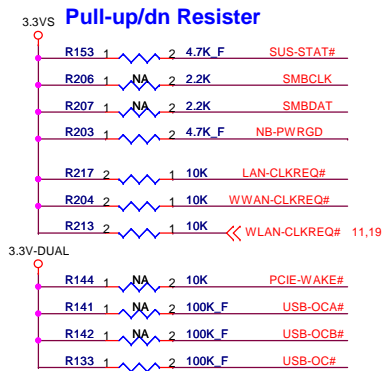 Pull-up/dn Resister
3.3VS
R153 1 2 4.7K_F SUS-STAT#
R206 1 NA 2 2.2K SMBCLK
R207 1 NA 2 2.2K SMBDAT
R203 1 2 4.7K_F NB-PWRGD
R217 2 1 10K LAN-CLKREQ#
R204 2 1 10K WWAN-CLKREQ#
R213 2 1 10K WLAN-CLKREQ# 11,19
3.3V-DUAL
R144 1 NA 2 10K PCIE-WAKE#
R141 1 NA 2 100K_F USB-OCA#
R142 1 NA 2 100K_F USB-OCB#
R133 1 2 100K_F USB-OC#